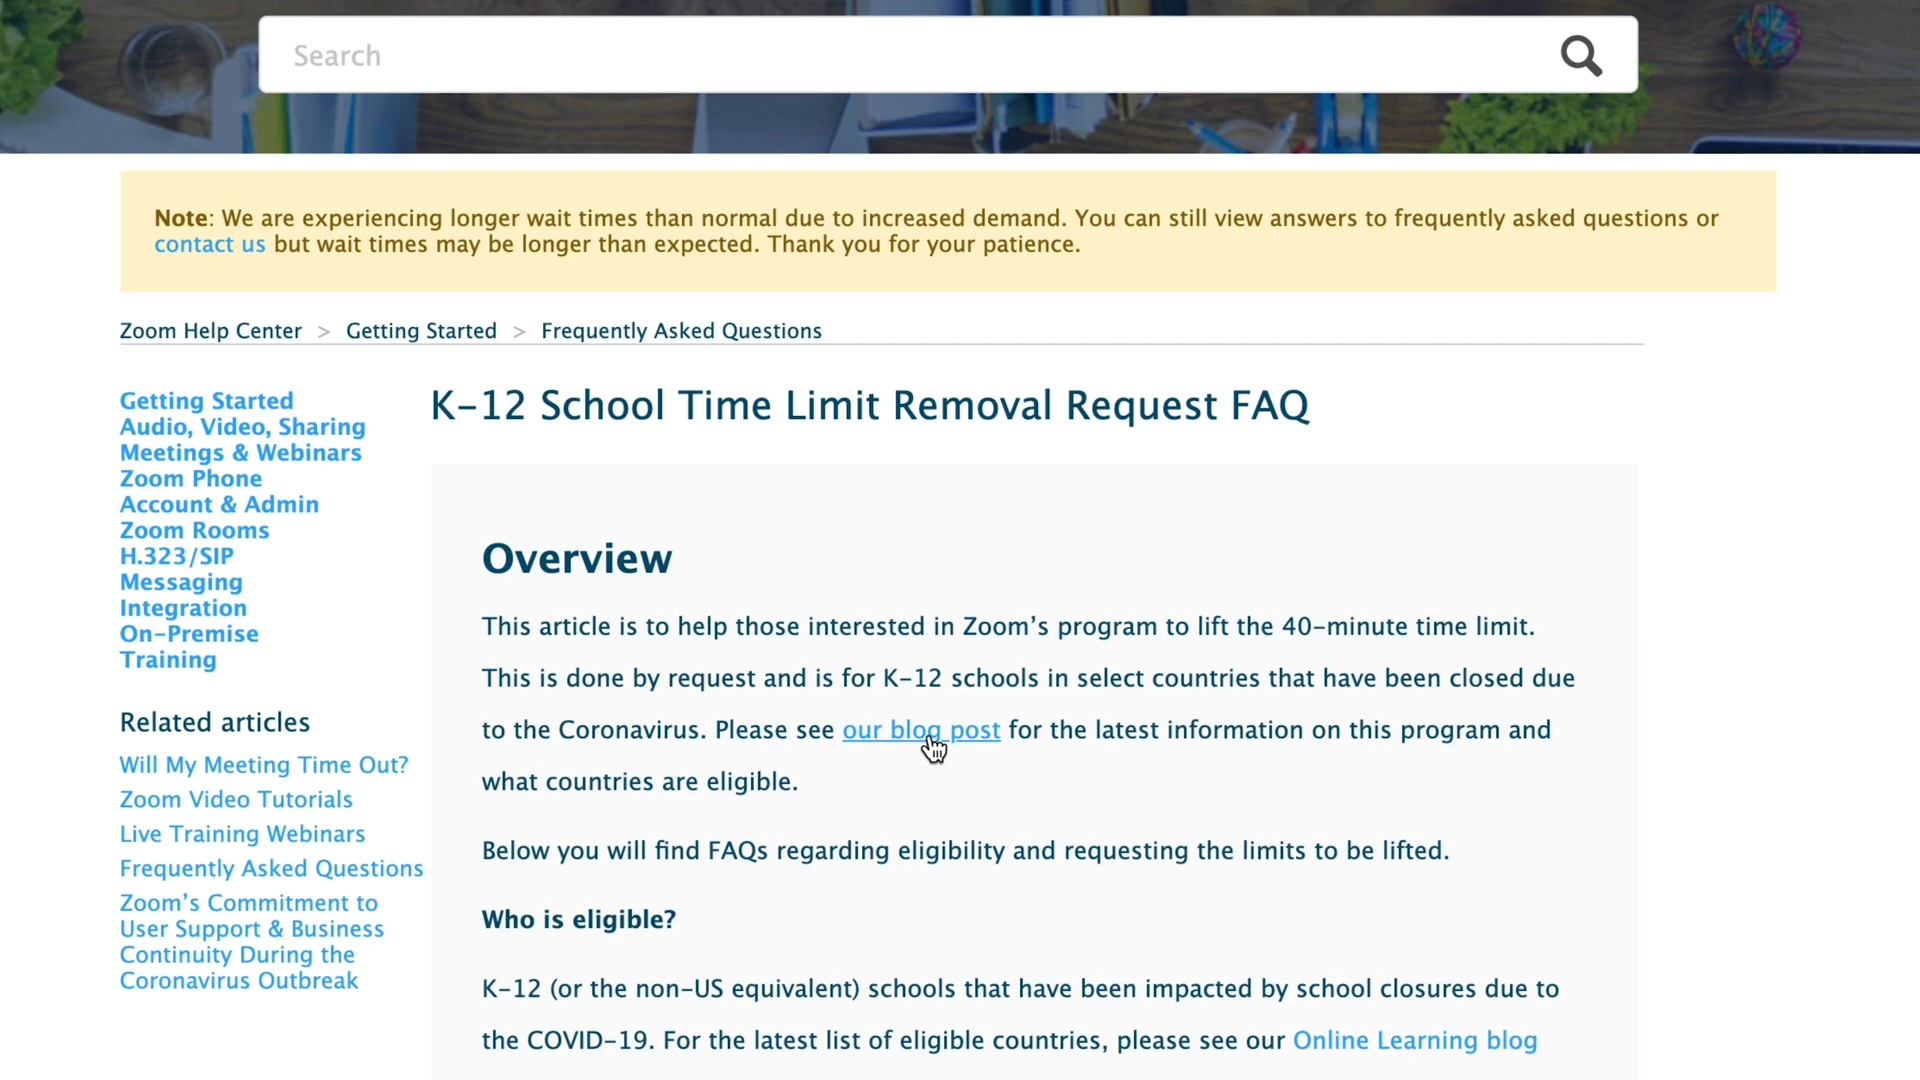 Search
Note: We are experiencing longer wait times than normal due to increased demand. You can still view answers to frequently asked questions or
contact us but wait times may be longer than expected. Thank you for your patience.
Zoom Help Center > Getting Started > Frequently Asked Questions
Getting Started
Audio, Video, Sharing
Meetings & Webinars
Zoom Phone
Account & Admin
Zoom Rooms
H.323/SIP
Messaging
Integration
On-Premise
Training
Related articles
Will My Meeting Time Out?
Zoom Video Tutorials
Live Training Webinars
Frequently Asked Questions
Zoom's Commitment to
User Support & Business
Continuity During the
Coronavirus Outbreak
K-12 School Time Limit Removal Request FAQ
Overview
This article is to help those interested in Zoom's program to lift the 40-minute time limit.
This is done by request and is for K-12 schools in select countries that have been closed due
to the Coronavirus. Please see our blog post for the latest information on this program and
what countries are eligible.
Below you will find FAQs regarding eligibility and requesting the limits to be lifted.
Who is eligible?
K-12 (or the non-US equivalent) schools that have been impacted by school closures due to
the COVID-19. For the latest list of eligible countries, please see our Online Learning blog